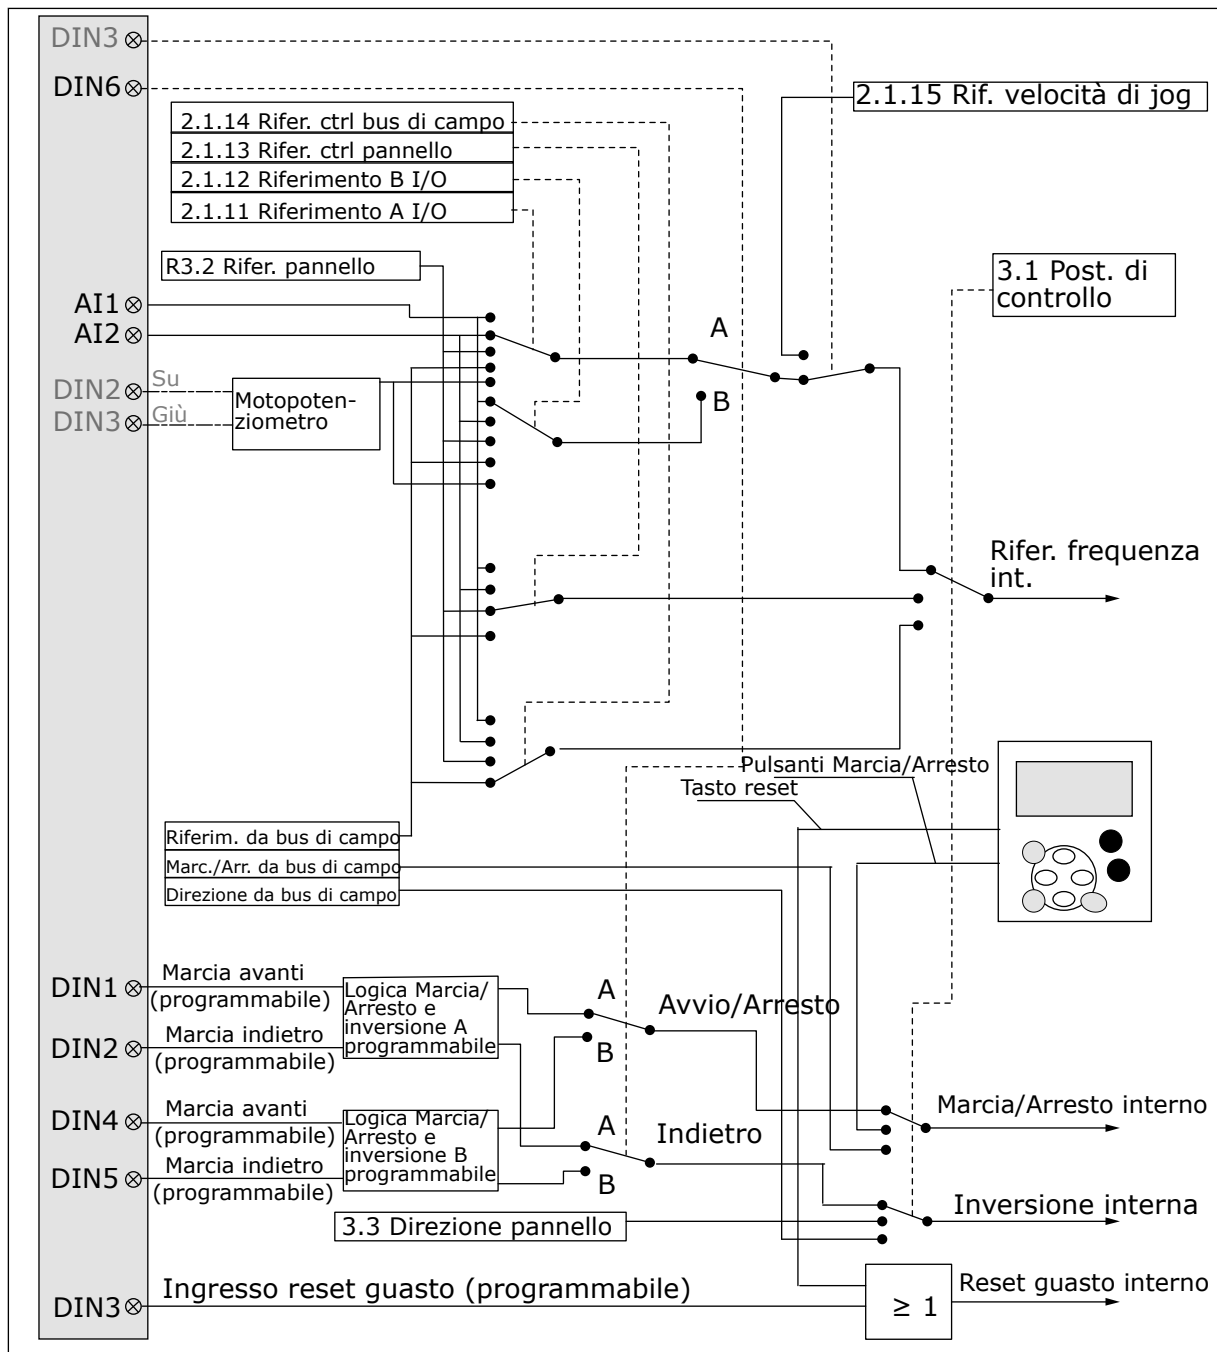 DIN3
DIN6
2.1.15 Rif. velocità di jog
2.1.14 Rifer. ctrl bus di campo
2.1.13 Rifer. ctrl pannello
2.1.12 Riferimento B I/O
2.1.11 Riferimento A I/O
R3.2 Rifer. pannello
3.1 Post. di
controllo
AI1
AI2
A
DIN2
Su
DIN3
Giù
Motopoten-
ziometro
B
Rifer. frequenza
int.
Pulsanti Marcia/Arresto
Tasto reset
Riferim. da bus di campo
Marc./Arr. da bus di campo
Direzione da bus di campo
DIN1
Marcia avanti
(programmabile)
DIN2
Marcia indietro
(programmabile)
Logica Marcia/
Arresto e
inversione A
programmabile
A
B
Avvio/Arresto
DIN4
Marcia avanti
(programmabile)
DIN5
Marcia indietro
(programmabile)
Logica Marcia/
Arresto e
inversione B
programmabile
A
B
Indietro
Marcia/Arresto interno
3.3 Direzione pannello
Inversione interna
DIN3
Ingresso reset guasto (programmabile)
≥ 1
Reset guasto interno